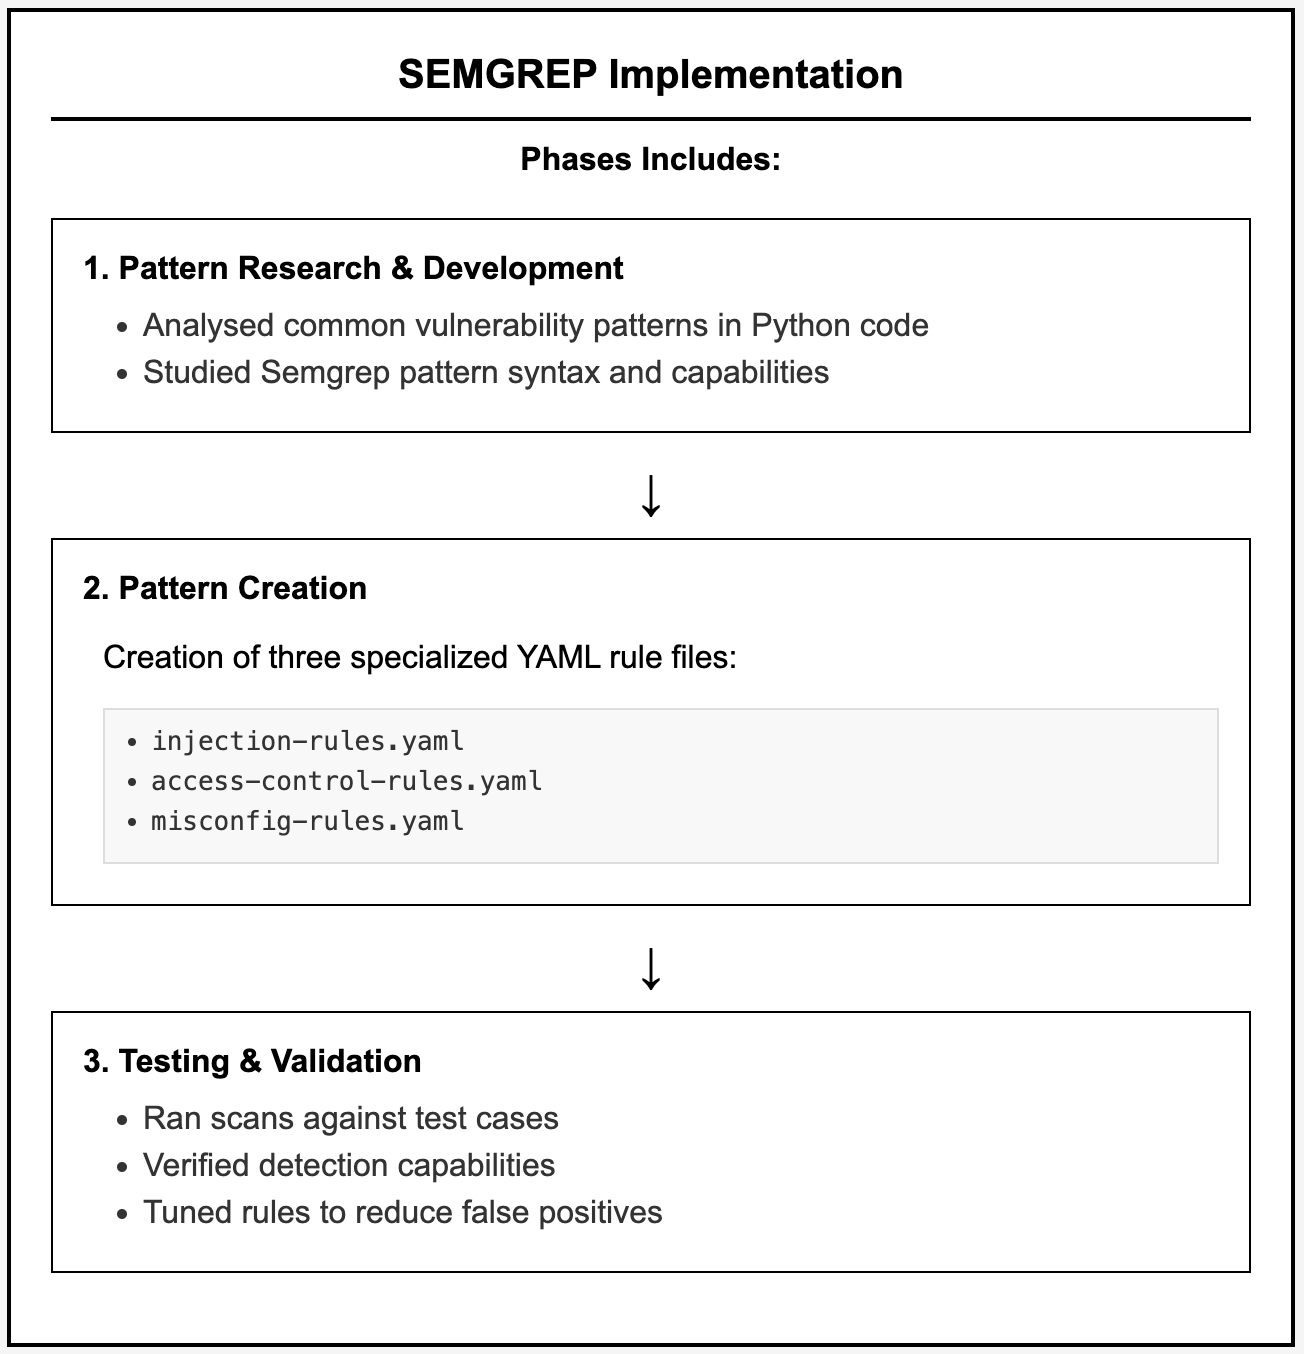 SEMGREP Implementation
Phases Includes:
1. Pattern Research & Development
• Analysed common vulnerability patterns in Python code
• Studied Semgrep pattern syntax and capabilities
↓
2. Pattern Creation
Creation of three specialized YAML rule files:
• injection-rules.yaml
• access-control-rules.yaml
• misconfig-rules.yaml
↓
3. Testing & Validation
• Ran scans against test cases
• Verified detection capabilities
• Tuned rules to reduce false positives